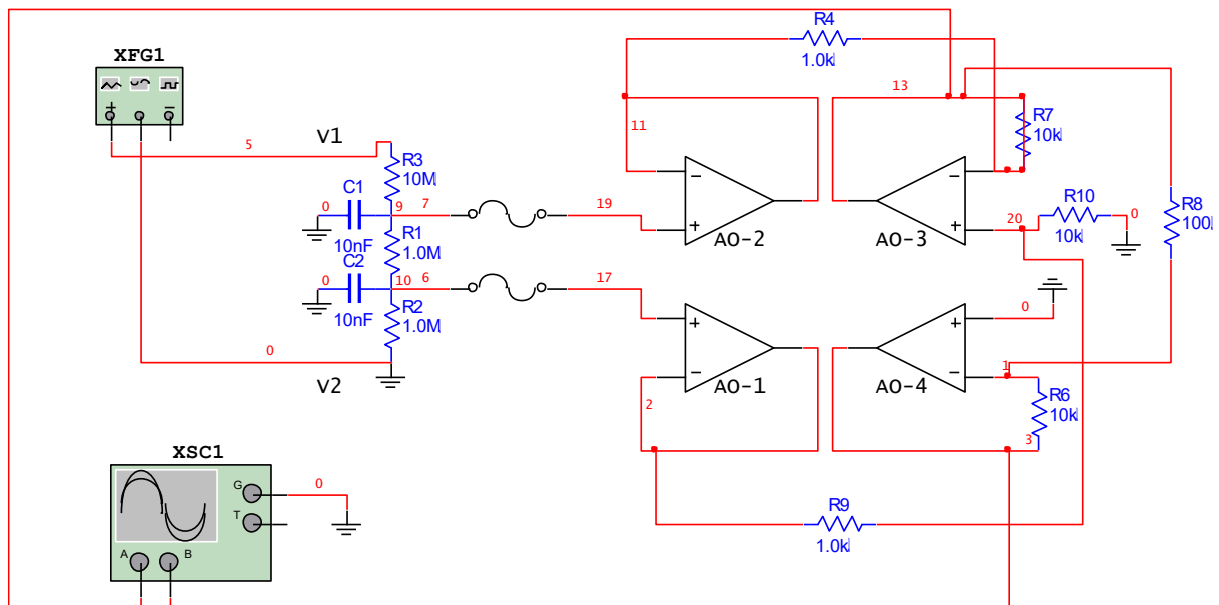 R4
1.0k
XFG1
13
R7
10k
11
V1
5
R3
10M
C1
0
7
9
19
10nF
R1
1.0M
C2
R10
20
0
10k
R8
100
AO-2
AO-3
0
10
6
17
10nF
R2
1.0M
0
0
V2
1
AO-1
AO-4
2
R6
10k
3
XSC1
G
0
T
A
B
R9
1.0k